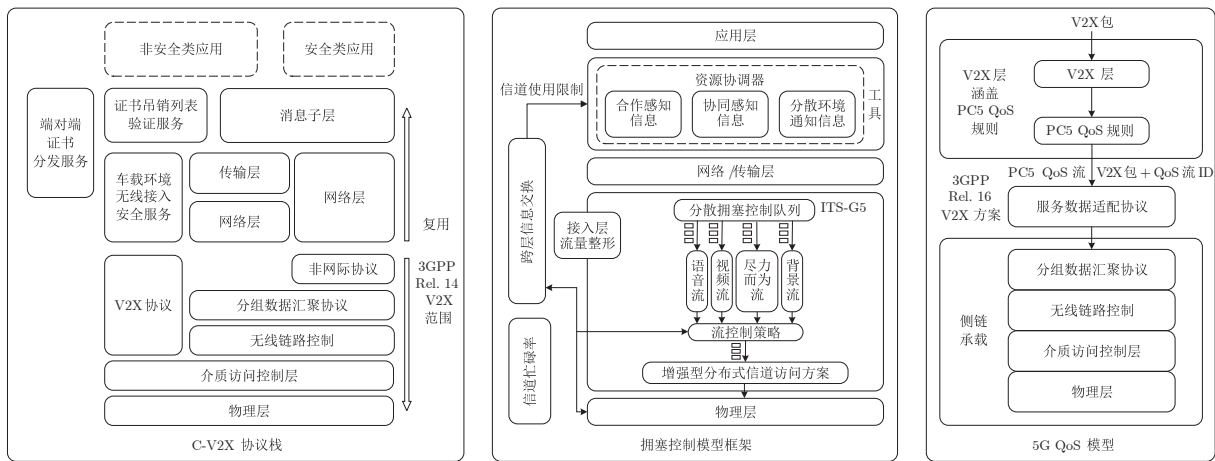 非安全类应用
安全类应用
端对端
证书
分发服务
证书吊销列表
验证服务
消息子层
车载环境
无线接入
安全服务
传输层
网络层
网络层
复用
V2X 协议
非网际协议
分组数据汇聚协议
无线链路控制
3GPP
Rel. 14
V2X
范围
介质访问控制层
物理层
C-V2X 协议栈
应用层
信道使用限制
资源协调器
合作感知
信息
协同感知
信息
分散环境
通知信息
工具
网络/传输层
跨层信息交换
接入层
流量整形
分散拥塞控制队列
ITS-G5
语音流
视频流
尽力
而为
流
背景流
流控制策略
信道忙碌率
增强型分布式信道访问方案
物理层
拥塞控制模型框架
V2X包
V2X层
涵盖
PC5 QoS
规则
V2X 层
PC5 QoS 规则
PC5 QoS 流
V2X包+QoS流ID
3GPP
Rel. 16
V2X 方案
服务数据适配协议
侧链
承载
分组数据汇聚协议
无线链路控制
介质访问控制层
物理层
5G QoS 模型